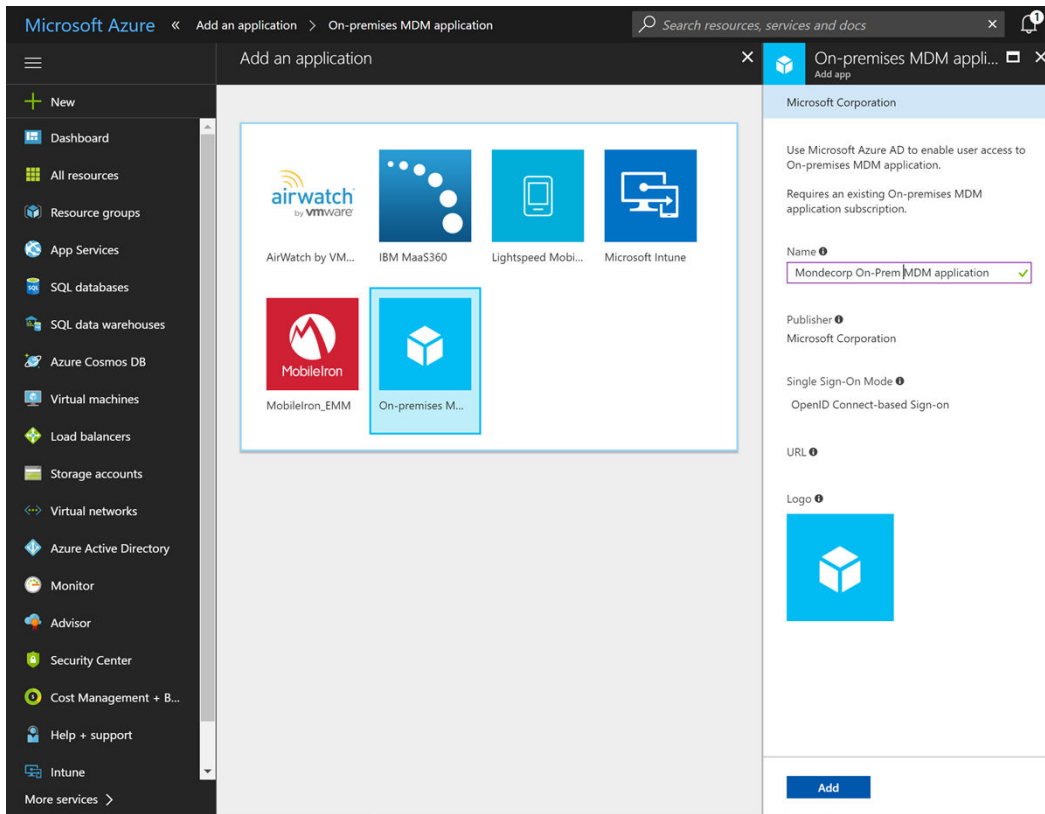 Microsoft Azure « Add an application > On-premises MDM application
Search resources, services and docs
1
New
Dashboard
All resources
Resource groups
App Services
SQL databases
SQL data warehouses
Azure Cosmos DB
Virtual machines
Load balancers
Storage accounts
Virtual networks
Azure Active Directory
Monitor
Advisor
Security Center
Cost Management + B...
Help + support
Intune
More services >
Add an application
airwatch
by vmware
AirWatch by VM...
IBM MaaS360
Lightspeed Mobi...
Microsoft Intune
MobileIron
MobileIron_EMM
On-premises M...
On-premises MDM appli...
Add app
Microsoft Corporation
Use Microsoft Azure AD to enable user access to
On-premises MDM application.
Requires an existing On-premises MDM
application subscription.
Name
Mondecorp On-Prem MDM application
Publisher
Microsoft Corporation
Single Sign-On Mode
OpenID Connect-based Sign-on
URL
Logo
Add